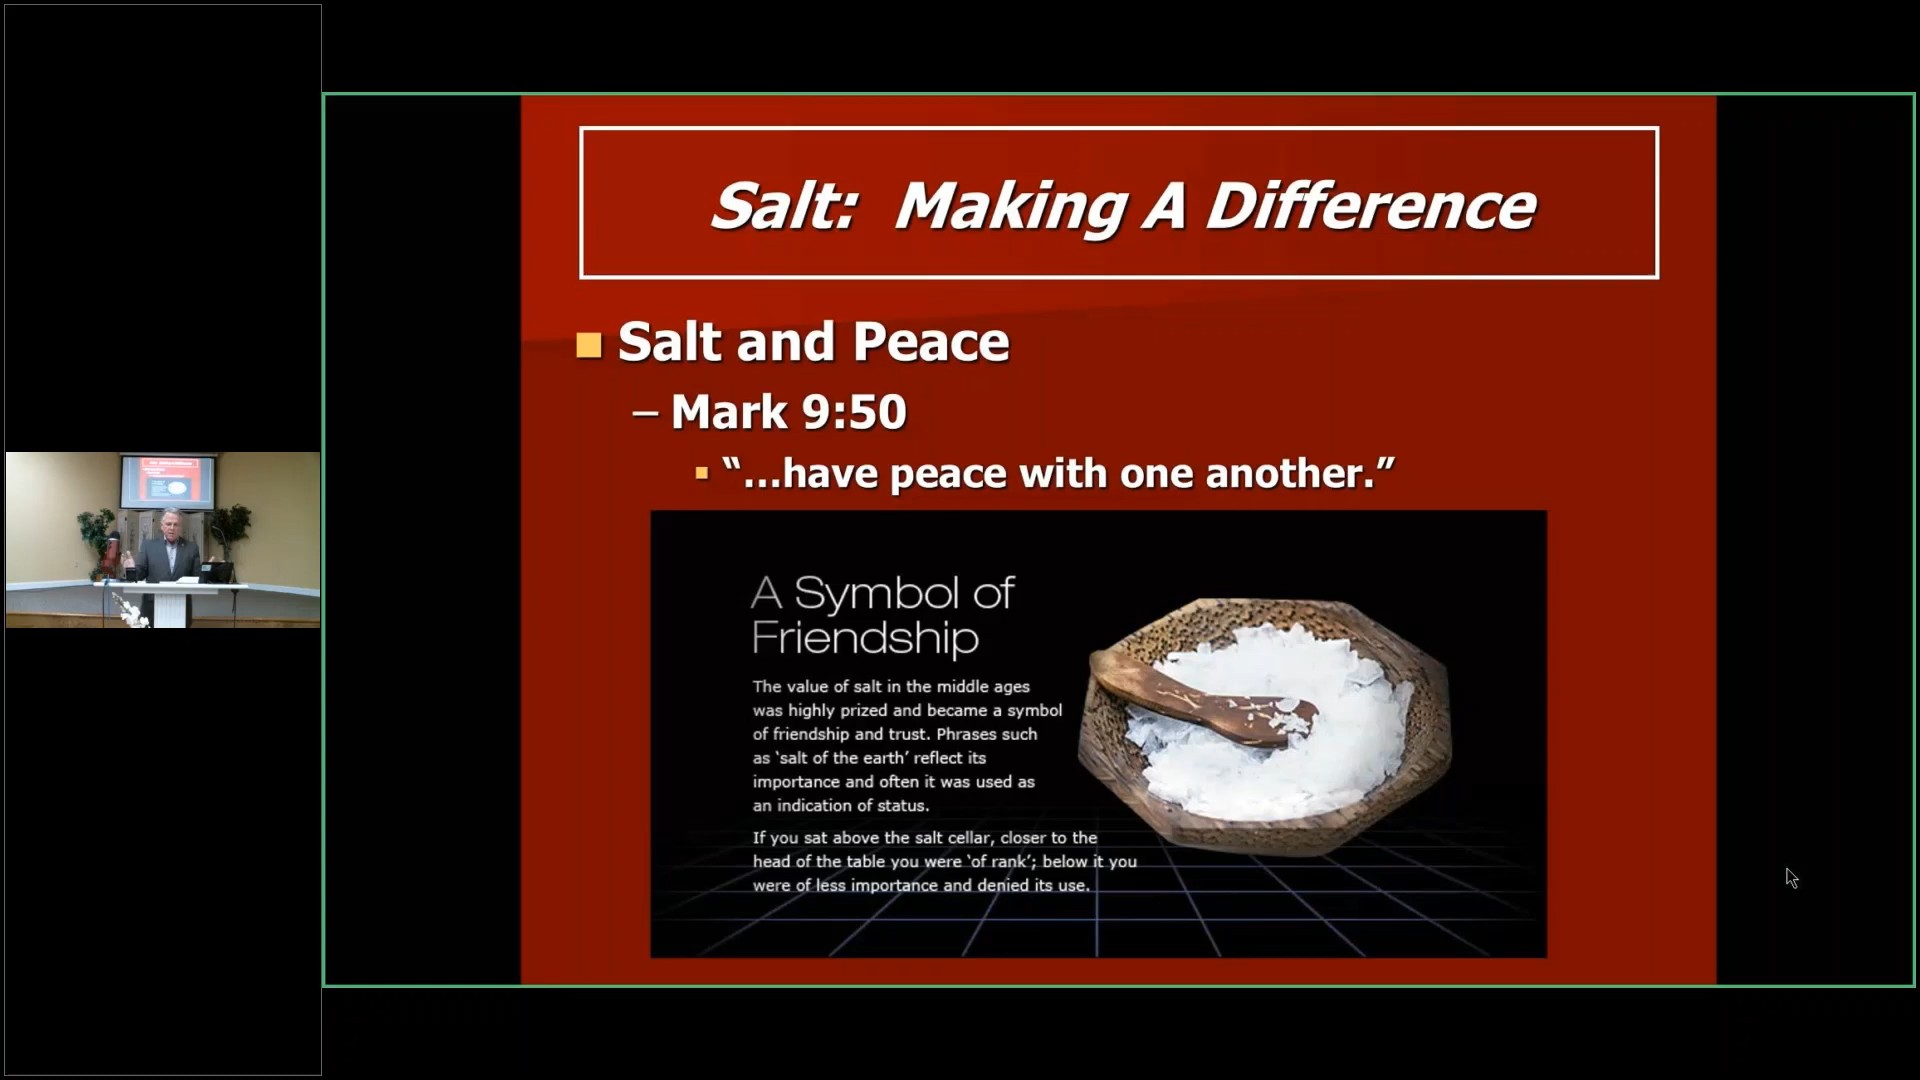 Salt: Making A Difference
Salt and Peace
– Mark 9:50
“…have peace with one another.”
A Symbol of
Friendship
The value of salt in the middle ages
was highly prized and became a symbol
of friendship and trust. Phrases such
as ‘salt of the earth’ reflect its
importance and often it was used as
an indication of status.
If you sat above the salt cellar, closer to the
head of the table you were ‘of rank’; below it you
were of less importance and denied its use.